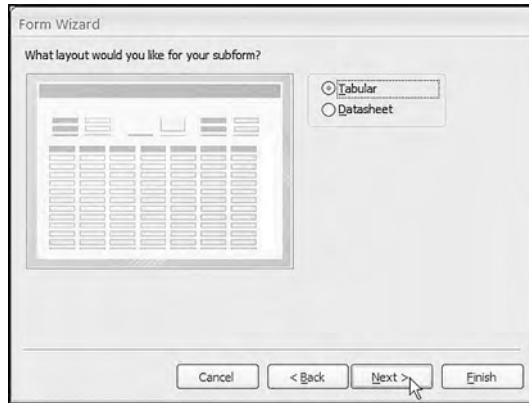 Form Wizard
What layout would you like for your subform?
Tabular
Datasheet
Cancel
< Back
Next >
Finish